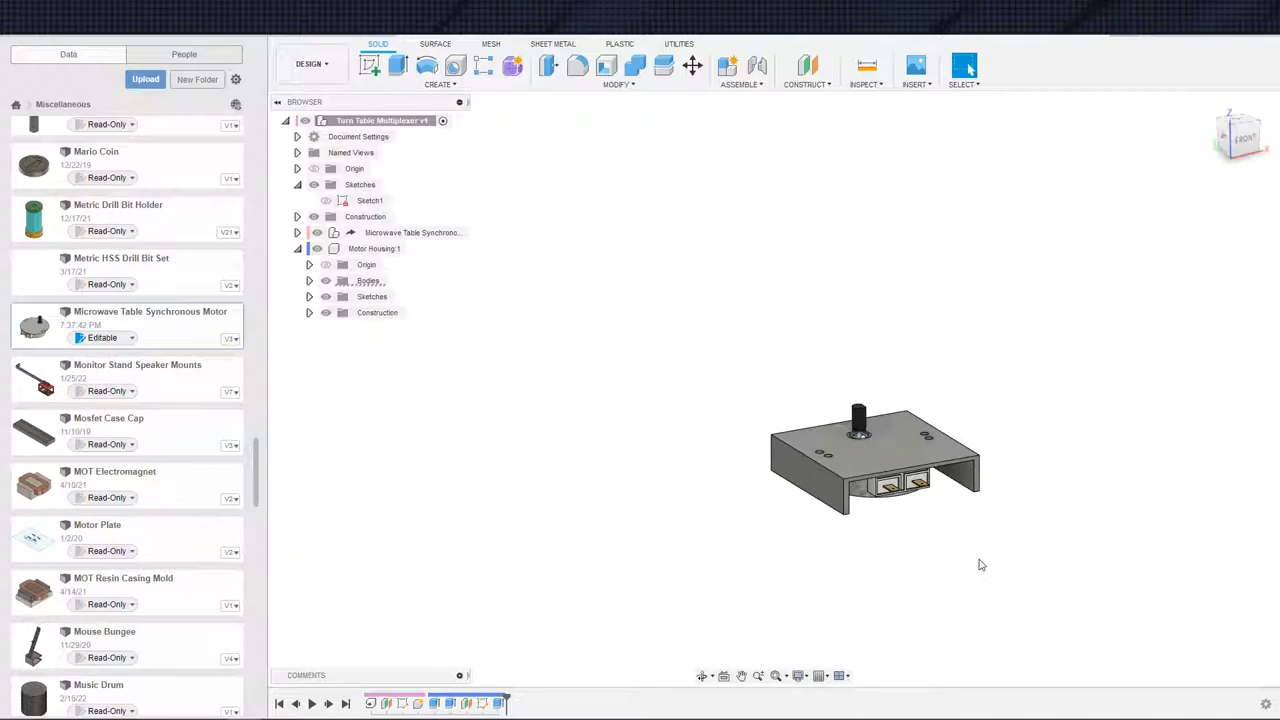 Data
People
Upload
New Folder
Miscellaneous
Read-Only
V1
Mario Coin
12/22/19
Read-Only
V1
Metric Drill Bit Holder
12/17/21
Read-Only
V21
Metric HSS Drill Bit Set
3/17/21
Read-Only
V2
Microwave Table Synchronous Motor
7:37:42 PM
Editable
V3
Monitor Stand Speaker Mounts
1/25/22
Read-Only
V7
Mosfet Case Cap
11/10/19
Read-Only
V3
MOT Electromagnet
4/10/21
Read-Only
V2
Motor Plate
1/2/20
Read-Only
V2
MOT Resin Casing Mold
4/14/21
Read-Only
V1
Mouse Bungee
11/29/20
Read-Only
V4
Music Drum
2/16/22
Read-Only
V1
SOLID
SURFACE
MESH
SHEET METAL
PLASTIC
UTILITIES
DESIGN
CREATE
MODIFY
ASSEMBLE
CONSTRUCT
INSPECT
INSERT
SELECT
BROWSER
Turn Table Multiplexer v1
Document Settings
Named Views
Origin
Sketches
Sketch1
Construction
Microwave Table Synchrono...
Motor Housing:1
Origin
Bodies
Sketches
Construction
Z
FRONT
X
COMMENTS